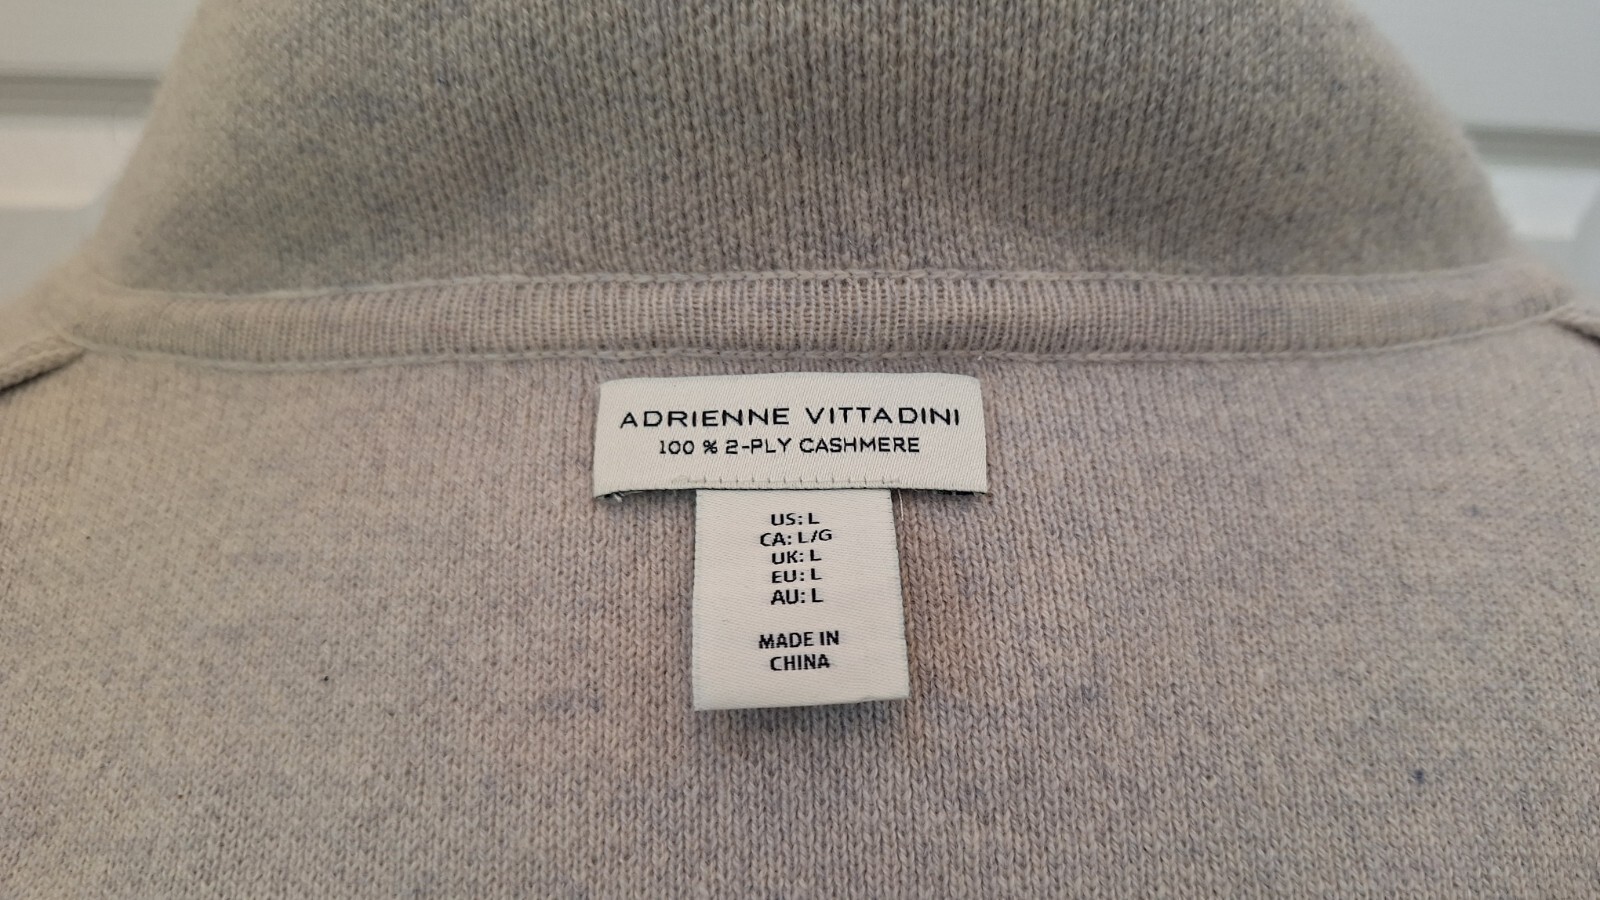 ADRIENNE VITTADINI
100 % 2-PLY CASHMERE
US: L
CA: L/G
UK: L
EU: L
AU: L
MADE IN
CHINA